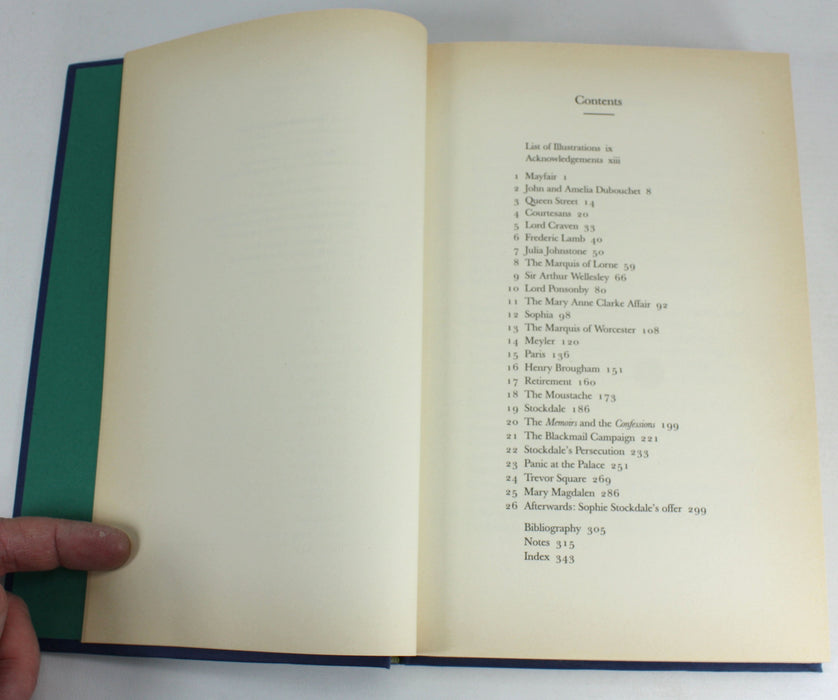 Contents
List of Illustrations ix
Acknowledgements xiii
1 Mayfair 1
2 John and Amelia Dubouchet 8
3 Queen Street 14
4 Courtesans 20
5 Lord Craven 33
6 Frederic Lamb 40
7 Julia Johnstone 50
8 The Marquis of Lorne 59
9 Sir Arthur Wellesley 66
10 Lord Ponsonby 80
11 The Mary Anne Clarke Affair 92
12 Sophia 98
13 The Marquis of Worcester 108
14 Meyler 120
15 Paris 136
16 Henry Brougham 151
17 Retirement 160
18 The Moustache 173
19 Stockdale 186
20 The Memoirs and the Confessions 199
21 The Blackmail Campaign 221
22 Stockdale's Persecution 233
23 Panic at the Palace 251
24 Trevor Square 269
25 Mary Magdalen 286
26 Afterwards: Sophie Stockdale's offer 299
Bibliography 305
Notes 315
Index 343